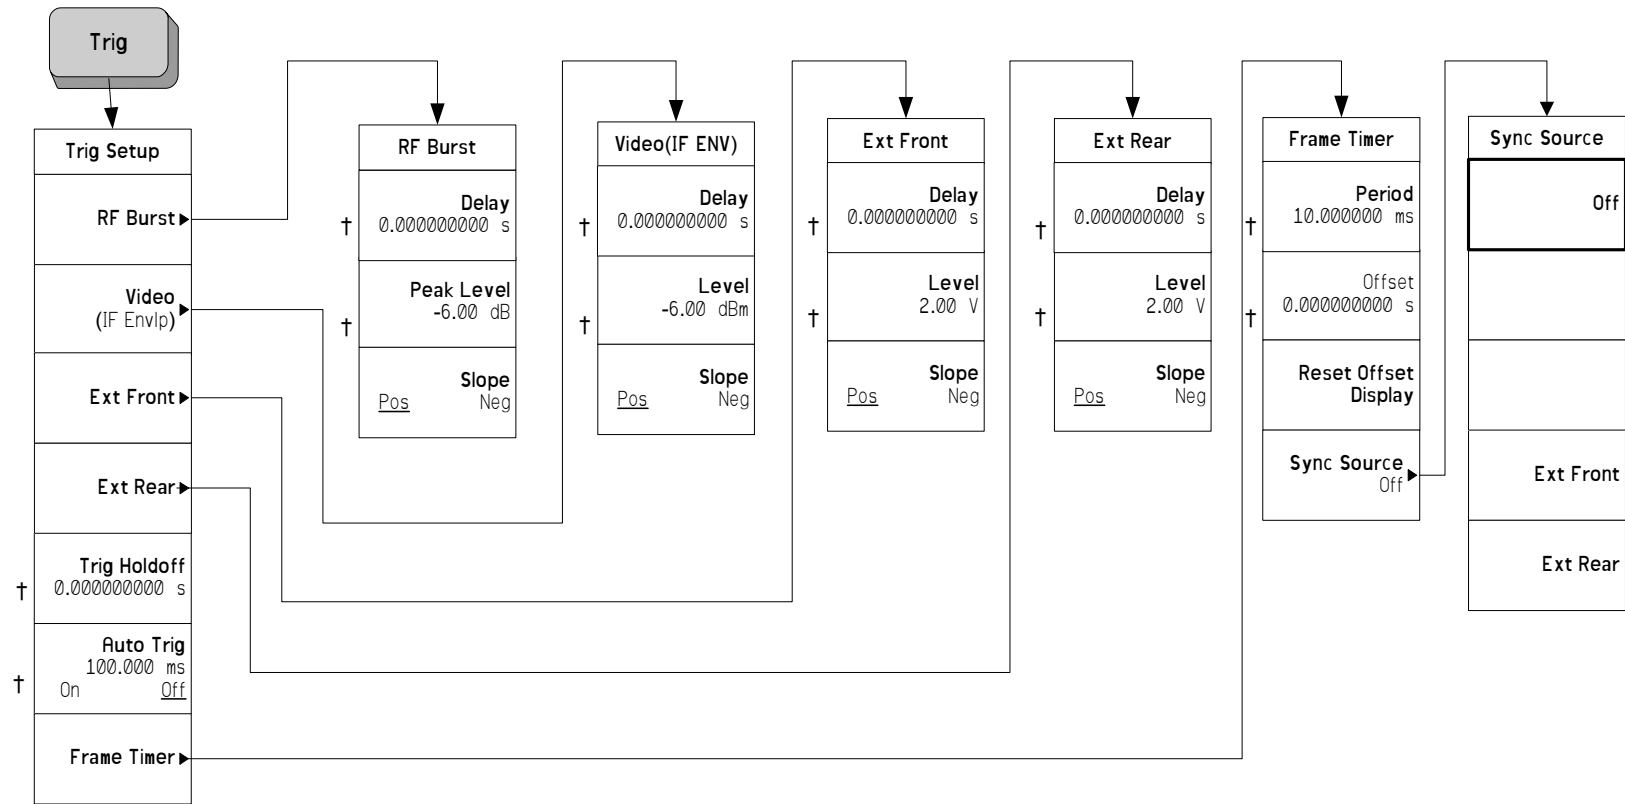 Trig
Trig Setup
RF Burst
Video
(IF Envlp)
Ext Front
Ext Rear
Trig Holdoff
† 0.000000000 s
Auto Trig
100.000 ms
† On Off
Frame Timer
RF Burst
Delay
† 0.000000000 s
Peak Level
-6.00 dB
†
Slope
Pos Neg
Video(IF ENV)
Delay
† 0.000000000 s
Level
-6.00 dBm
†
Slope
Pos Neg
Ext Front
Delay
0.000000000 s
†
Level
2.00 V
†
Slope
Pos Neg
Ext Rear
Delay
0.000000000 s
†
Level
2.00 V
†
Slope
Pos Neg
Frame Timer
Period
10.000000 ms
†
Offset
0.000000000 s
†
Reset Offset
Display
Sync Source
Off
Sync Source
Off
Ext Front
Ext Rear